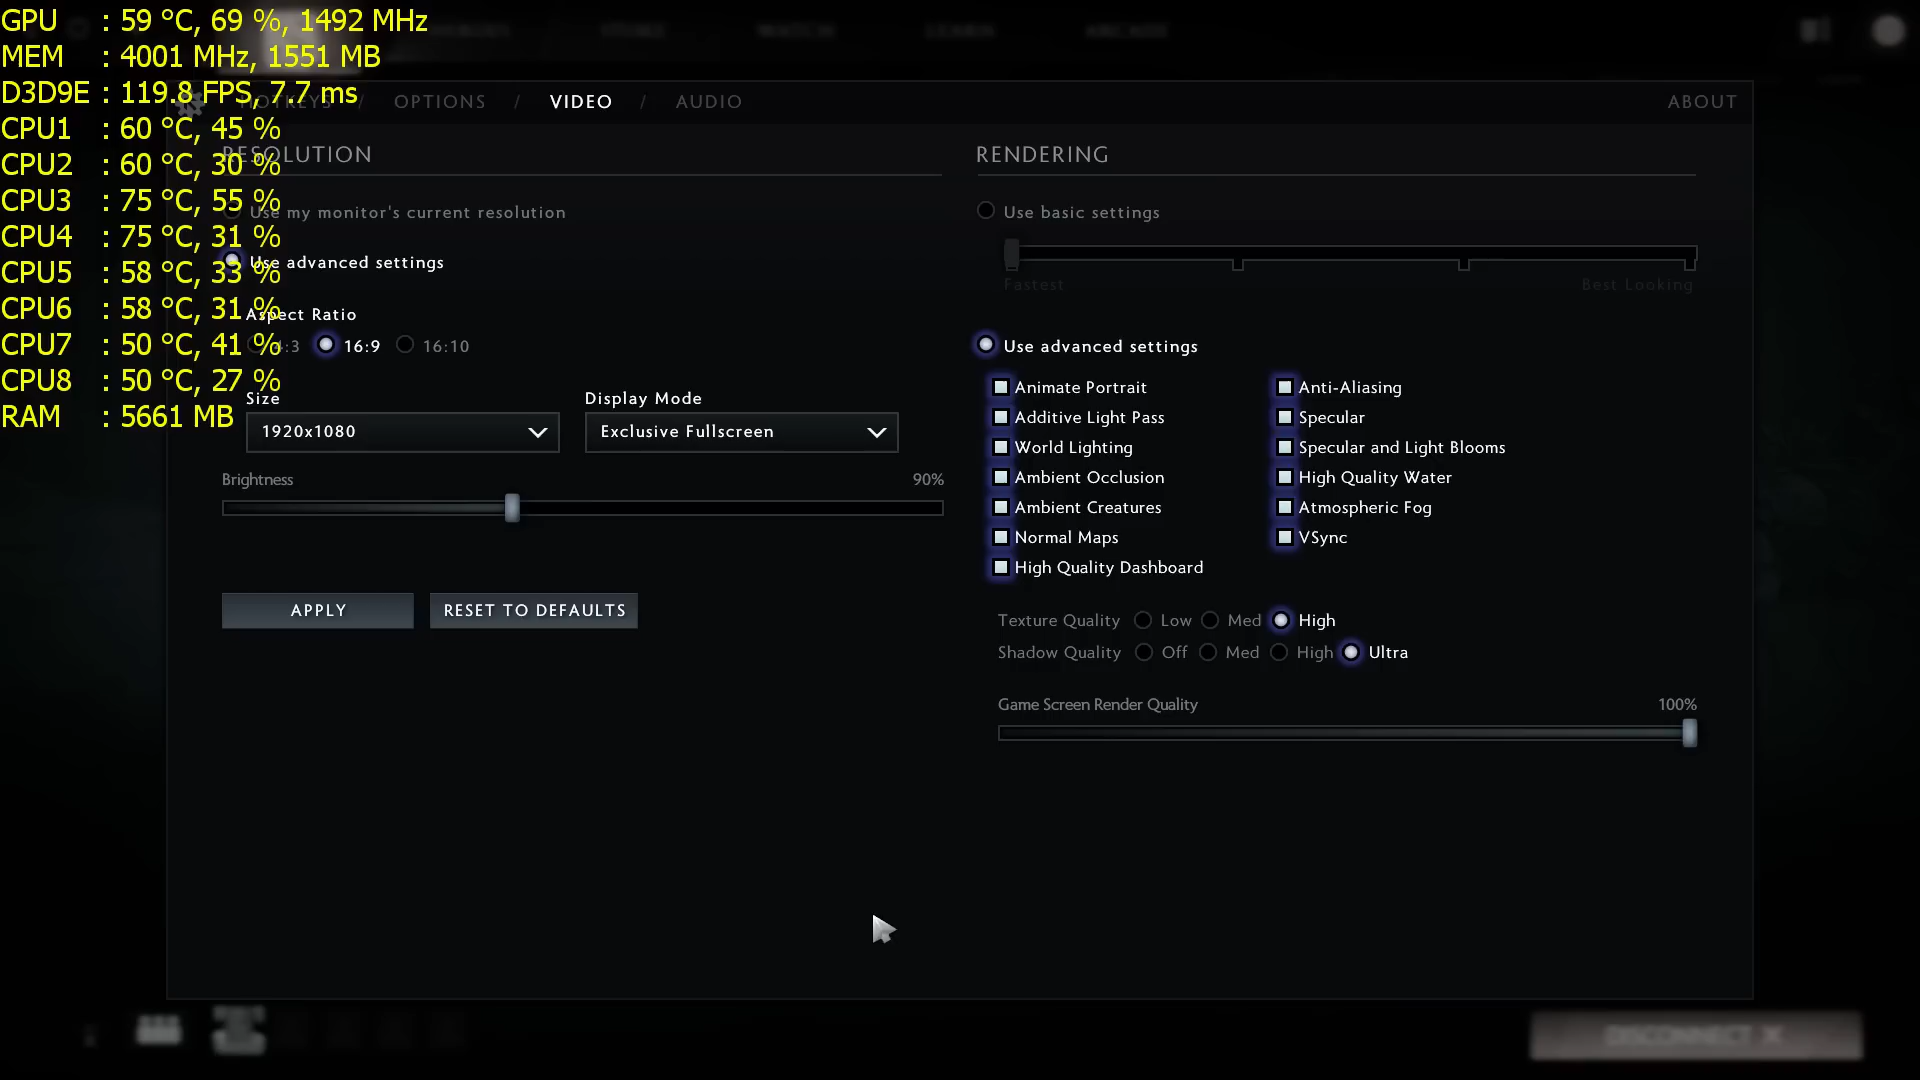 GPU : 59 °C, 69 %, 1492 MHz
MEM : 4001 MHz, 1551 MB
D3D9E : 119.8 FPS, 7.7 ms
CPU1 : 60 °C, 45 %
CPU2 : 60 °C, 30 %
CPU3 : 75 °C, 55 %
CPU4 : 75 °C, 31 %
CPU5 : 58 °C, 33 %
CPU6 : 58 °C, 31 %
CPU7 : 50 °C, 41 %
CPU8 : 50 °C, 27 %
RAM : 5661 MB
HOTKEYS / OPTIONS / VIDEO / AUDIO
ABOUT
RESOLUTION
Use my monitor's current resolution
Use advanced settings
Aspect Ratio
4:3 16:9 16:10
Size
1920x1080
Display Mode
Exclusive Fullscreen
Brightness 90%
APPLY
RESET TO DEFAULTS
RENDERING
Use basic settings
Fastest Best Looking
Use advanced settings
Animate Portrait
Additive Light Pass
World Lighting
Ambient Occlusion
Ambient Creatures
Normal Maps
High Quality Dashboard
Anti-Aliasing
Specular
Specular and Light Blooms
High Quality Water
Atmospheric Fog
VSync
Texture Quality Low Med High
Shadow Quality Off Med High Ultra
Game Screen Render Quality 100%
DISCONNECT